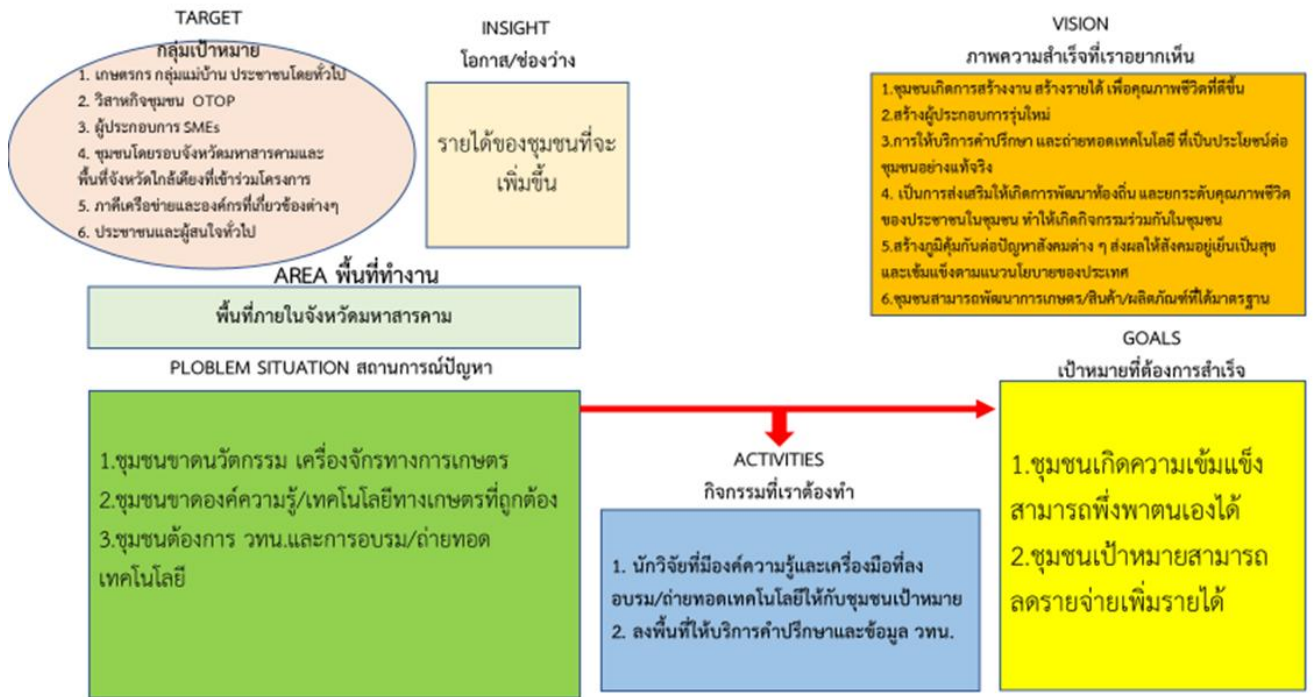 TARGET
กลุ่มเป้าหมาย
1. เกษตรกร กลุ่มแม่บ้าน ประชาชนโดยทั่วไป
2. วิสาหกิจชุมชน OTOP
3. ผู้ประกอบการ SMEs
4. ชุมชนโดยรอบจังหวัดมหาสารคามและ
พื้นที่จังหวัดใกล้เคียงที่เข้าร่วมโครงการ
5. ภาคีเครือข่ายและองค์กรที่เกี่ยวข้องต่างๆ
6. ประชาชนและผู้สนใจทั่วไป
INSIGHT
โอกาส/ช่องว่าง
รายได้ของชุมชนที่จะ
เพิ่มขึ้น
VISION
ภาพความสำเร็จที่เราอยากเห็น
1.ชุมชนเกิดการสร้างงาน สร้างรายได้ เพื่อคุณภาพชีวิตที่ดีขึ้น
2.สร้างผู้ประกอบการรุ่นใหม่
3.การให้บริการคำปรึกษา และถ่ายทอดเทคโนโลยี ที่เป็นประโยชน์ต่อ
ชุมชนอย่างแท้จริง
4. เป็นการส่งเสริมให้เกิดการพัฒนาท้องถิ่น และยกระดับคุณภาพชีวิต
ของประชาชนในชุมชน ทำให้เกิดกิจกรรมร่วมกันในชุมชน
5.สร้างภูมิคุ้มกันต่อปัญหาสังคมต่าง ๆ ส่งผลให้สังคมอยู่เย็นเป็นสุข
และเข้มแข็งตามแนวนโยบายของประเทศ
6.ชุมชนสามารถพัฒนาการเกษตร/สินค้า/ผลิตภัณฑ์ที่ได้มาตรฐาน
AREA พื้นที่ทำงาน
พื้นที่ภายในจังหวัดมหาสารคาม
PLOBLEM SITUATION สถานการณ์ปัญหา
1.ชุมชนขาดนวัตกรรม เครื่องจักรทางการเกษตร
2.ชุมชนขาดองค์ความรู้/เทคโนโลยีทางเกษตรที่ถูกต้อง
3.ชุมชนต้องการ วทน.และการอบรม/ถ่ายทอด
เทคโนโลยี
ACTIVITIES
กิจกรรมที่เราต้องทำ
1. นักวิจัยที่มีองค์ความรู้และเครื่องมือที่ลง
อบรม/ถ่ายทอดเทคโนโลยีให้กับชุมชนเป้าหมาย
2. ลงพื้นที่ให้บริการคำปรึกษาและข้อมูล วทน.
GOALS
เป้าหมายที่ต้องการสำเร็จ
1.ชุมชนเกิดความเข้มแข็ง
สามารถพึ่งพาตนเองได้
2.ชุมชนเป้าหมายสามารถ
ลดรายจ่ายเพิ่มรายได้